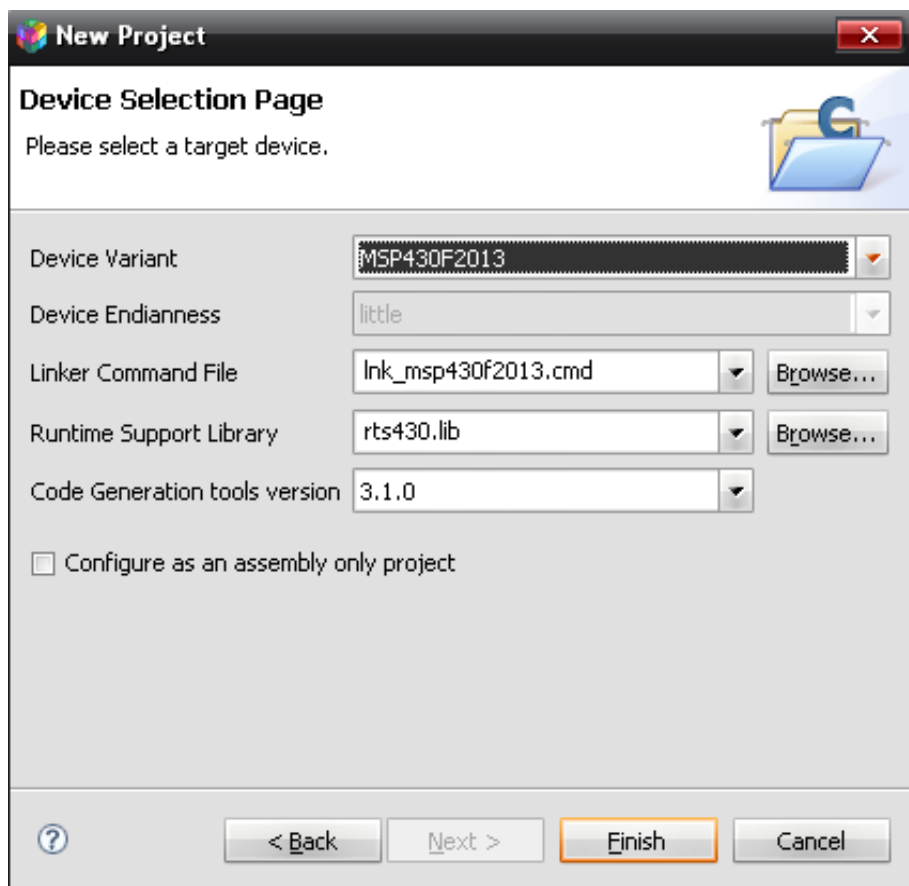 New Project
Device Selection Page
Please select a target device.
Device Variant MSP430F2013
Device Endianness little
Linker Command File lnk_msp430f2013.cmd Browse...
Runtime Support Library rts430.lib Browse...
Code Generation tools version 3.1.0
Configure as an assembly only project
? < Back Next > Finish Cancel